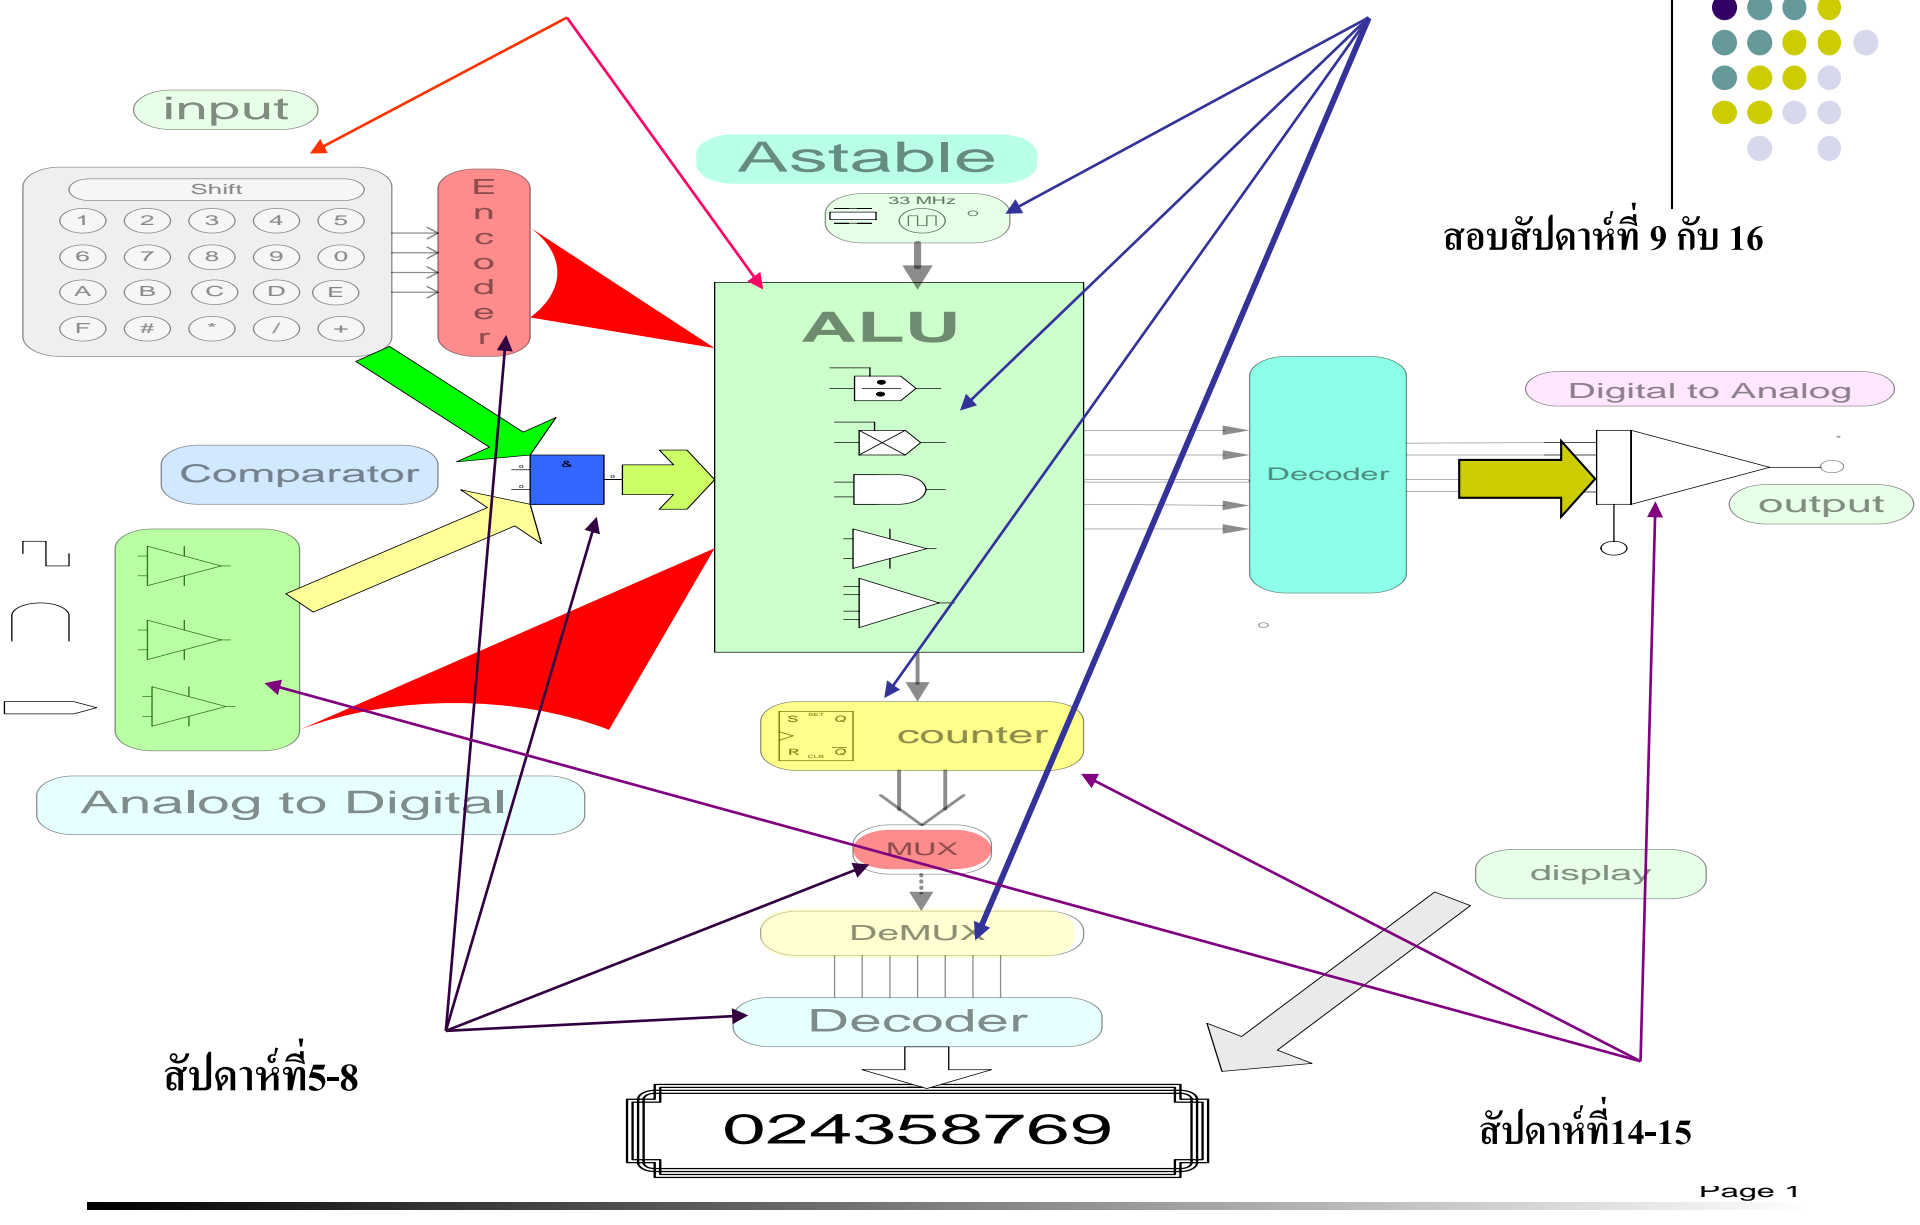 input
Astable
Shift
1 2 3 4 5
6 7 8 9 0
A B C D E
F # * / +
Encoder
33 MHz
สอบสัปดาห์ที่ 9 กับ 16
ALU
Digital to Analog
Comparator
&
Decoder
output
S SET Q
R CLR Q
counter
Analog to Digital
MUX
display
DeMUX
Decoder
สัปดาห์ที่5-8
024358769
สัปดาห์ที่14-15
Page 1